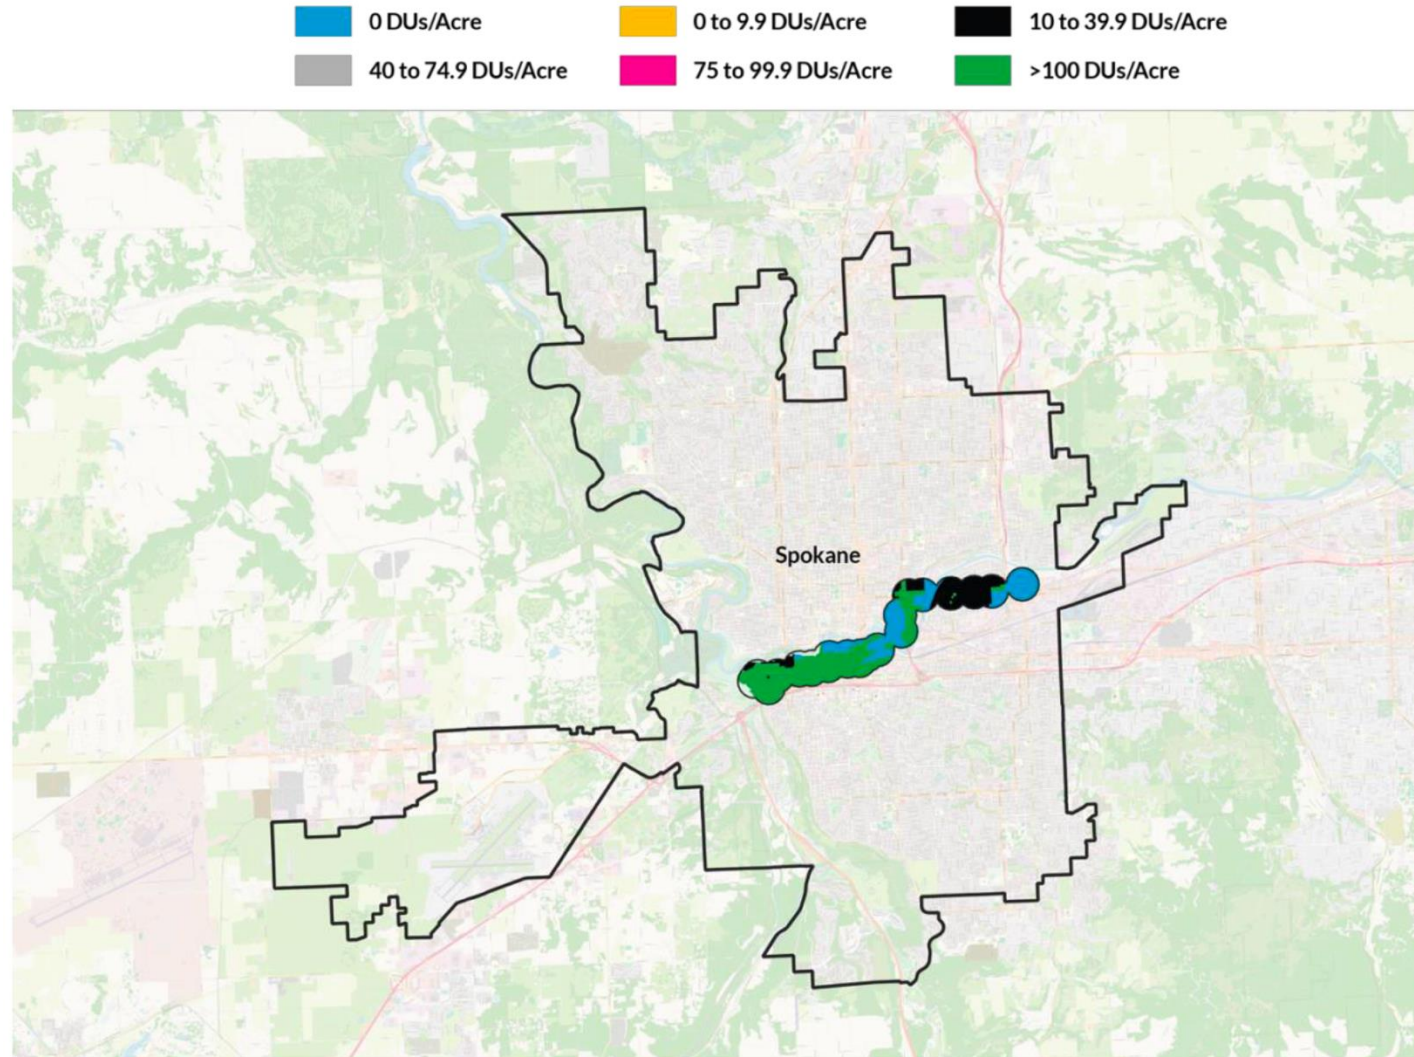 0 DUs/Acre
0 to 9.9 DUs/Acre
10 to 39.9 DUs/Acre
40 to 74.9 DUs/Acre
75 to 99.9 DUs/Acre
>100 DUs/Acre
Spokane